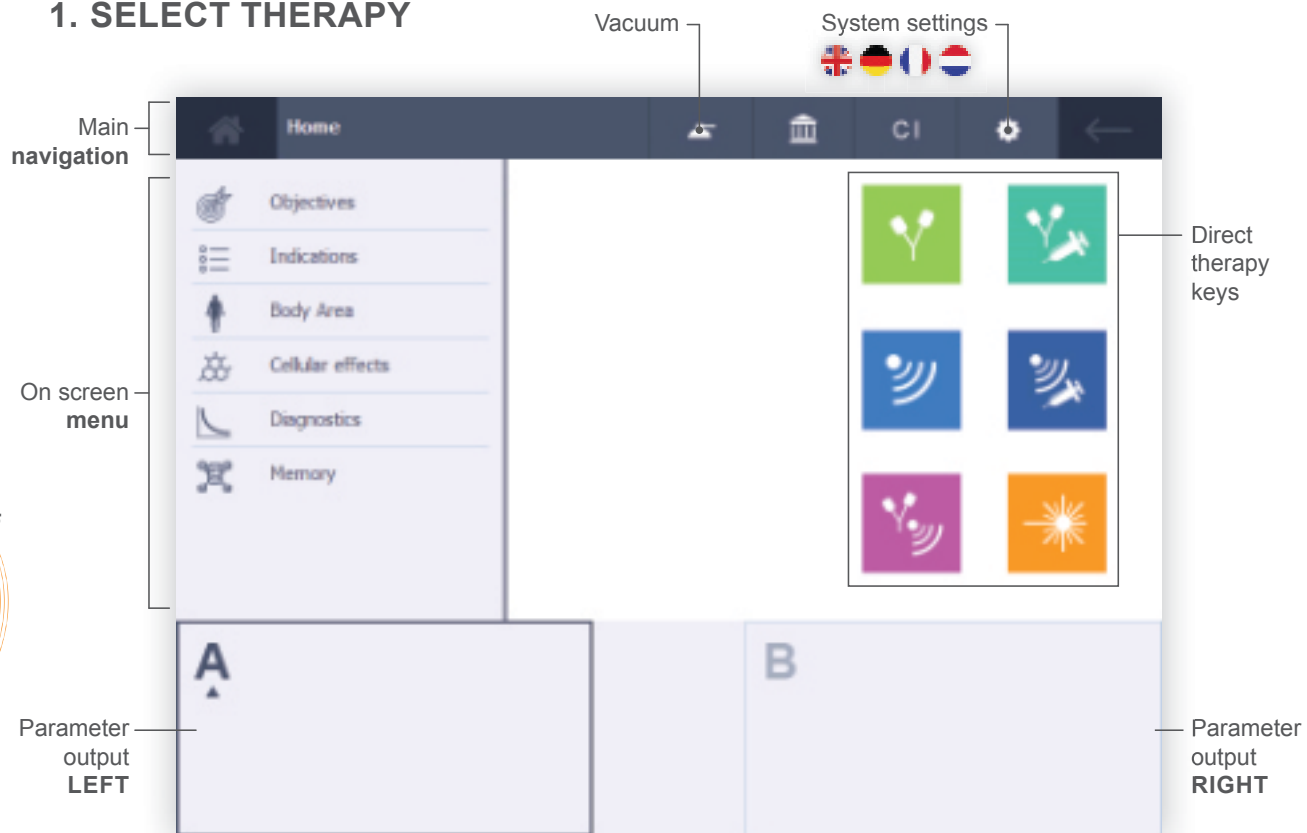 1. SELECT THERAPY
Vacuum
System settings
Main
navigation
Home
CI
Objectives
Indications
Body Area
Cellular effects
Diagnostics
Memory
On screen
menu
Direct
therapy
keys
A
B
Parameter
output
LEFT
Parameter
output
RIGHT